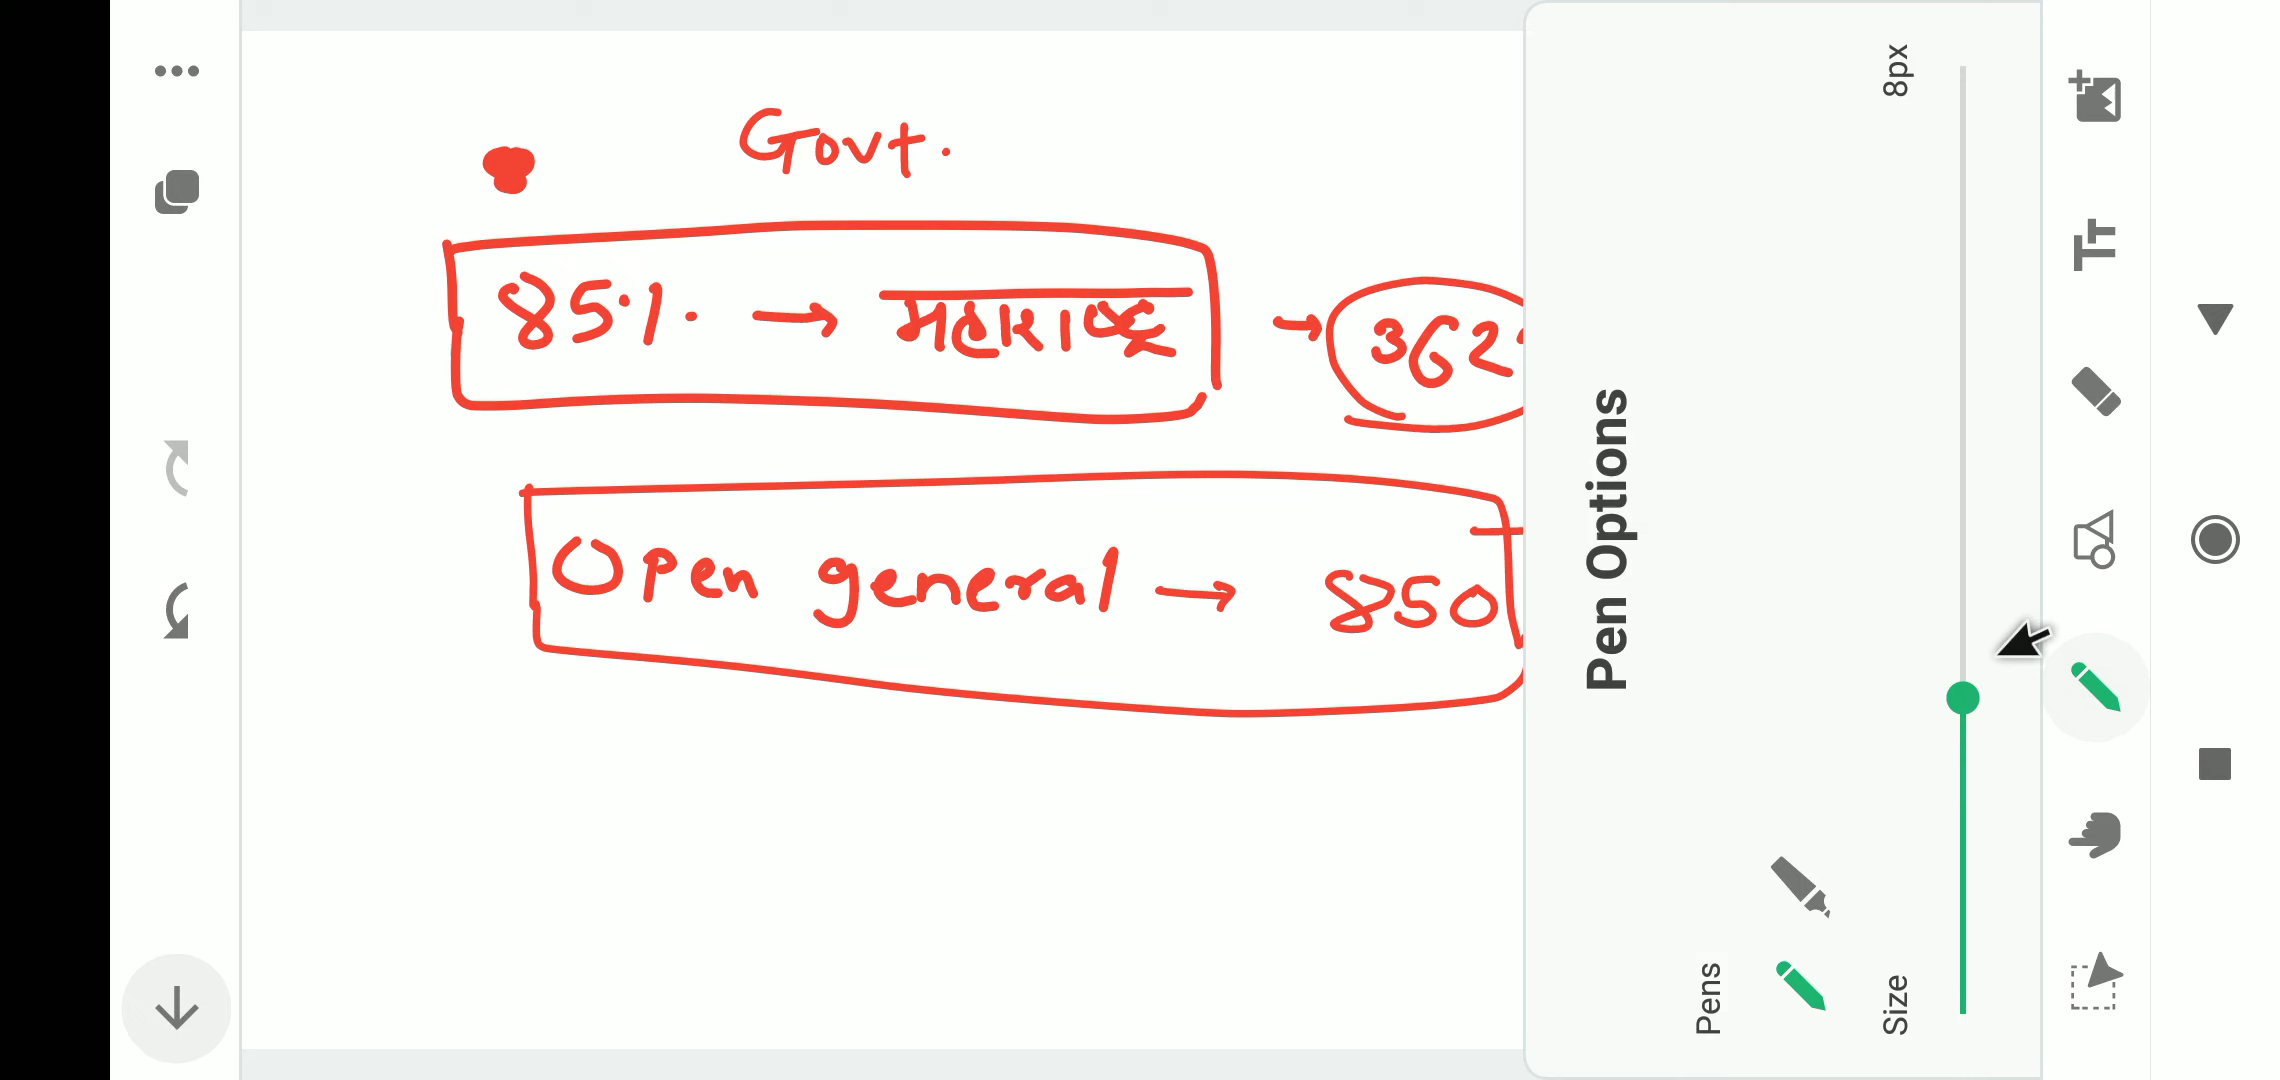 Govt.
85% → महाराष्ट्र → 362
Open general → 850
Pen Options
Pens
Size
8px